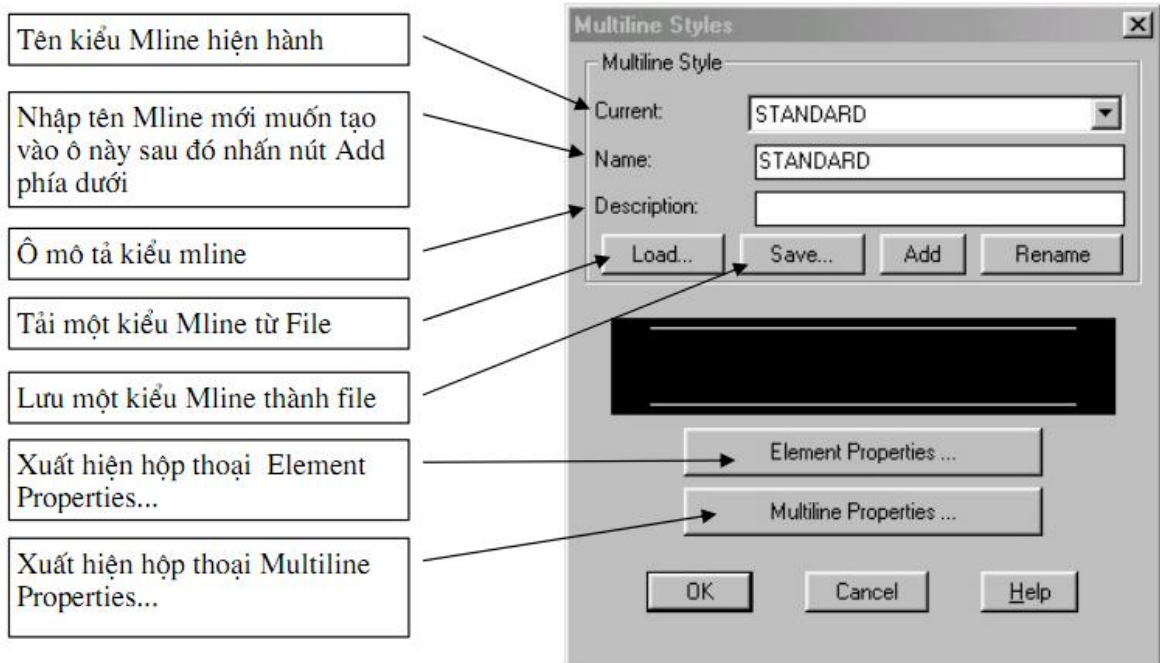 Tên kiểu Mline hiện hành
Nhập tên Mline mới muốn tạo
vào ô này sau đó nhấn nút Add
phía dưới
Ô mô tả kiểu mline
Tải một kiểu Mline từ File
Lưu một kiểu Mline thành file
Xuất hiện hộp thoại Element
Properties...
Xuất hiện hộp thoại Multiline
Properties...
Multiline Styles
Multiline Style
Current:
STANDARD
Name:
STANDARD
Description:
Load...
Save...
Add
Rename
Element Properties ...
Multiline Properties ...
OK
Cancel
Help